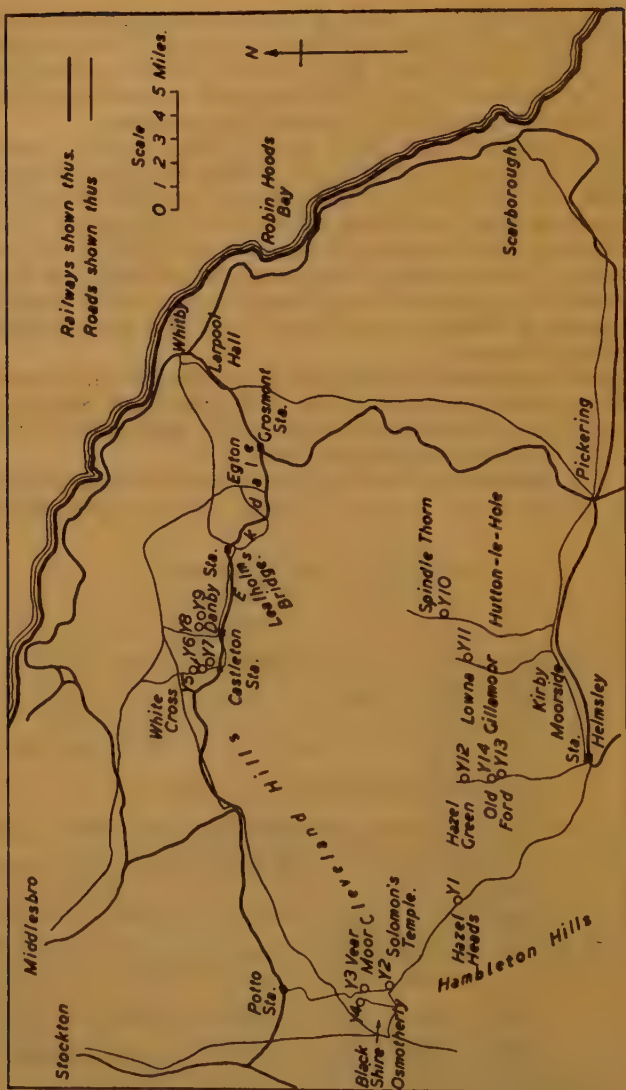 Railways shown thus.
Roads shown thus
Scale
0 1 2 3 4 5 Miles.
N
Stockton
Middlesbro
White
Cross
Y5
Y6
Y7
Y8
Y9
Danby Sta.
Castleton
Sta.
Lealholms
Bridge.
Eskdale
Egton
Whitby
Larpool
Hall
Grosmont
Sta.
Robin Hoods
Bay
Cleveland Hills
Potto
Sta.
Y4
Y3 Vear
Moor
Y2 Solomon's
Temple.
Black
Shire
Osmotherly
Hazel
Heads
Y1
Hambleton Hills
Hazel
Green
Y12
Old
Ford
Y14
Y13
Lowna
Y11
Gillamoor
Spindle Thorn
Y10
Hutton-le-Hole
Kirby
Moorside
Sta.
Helmsley
Pickering
Scarborough